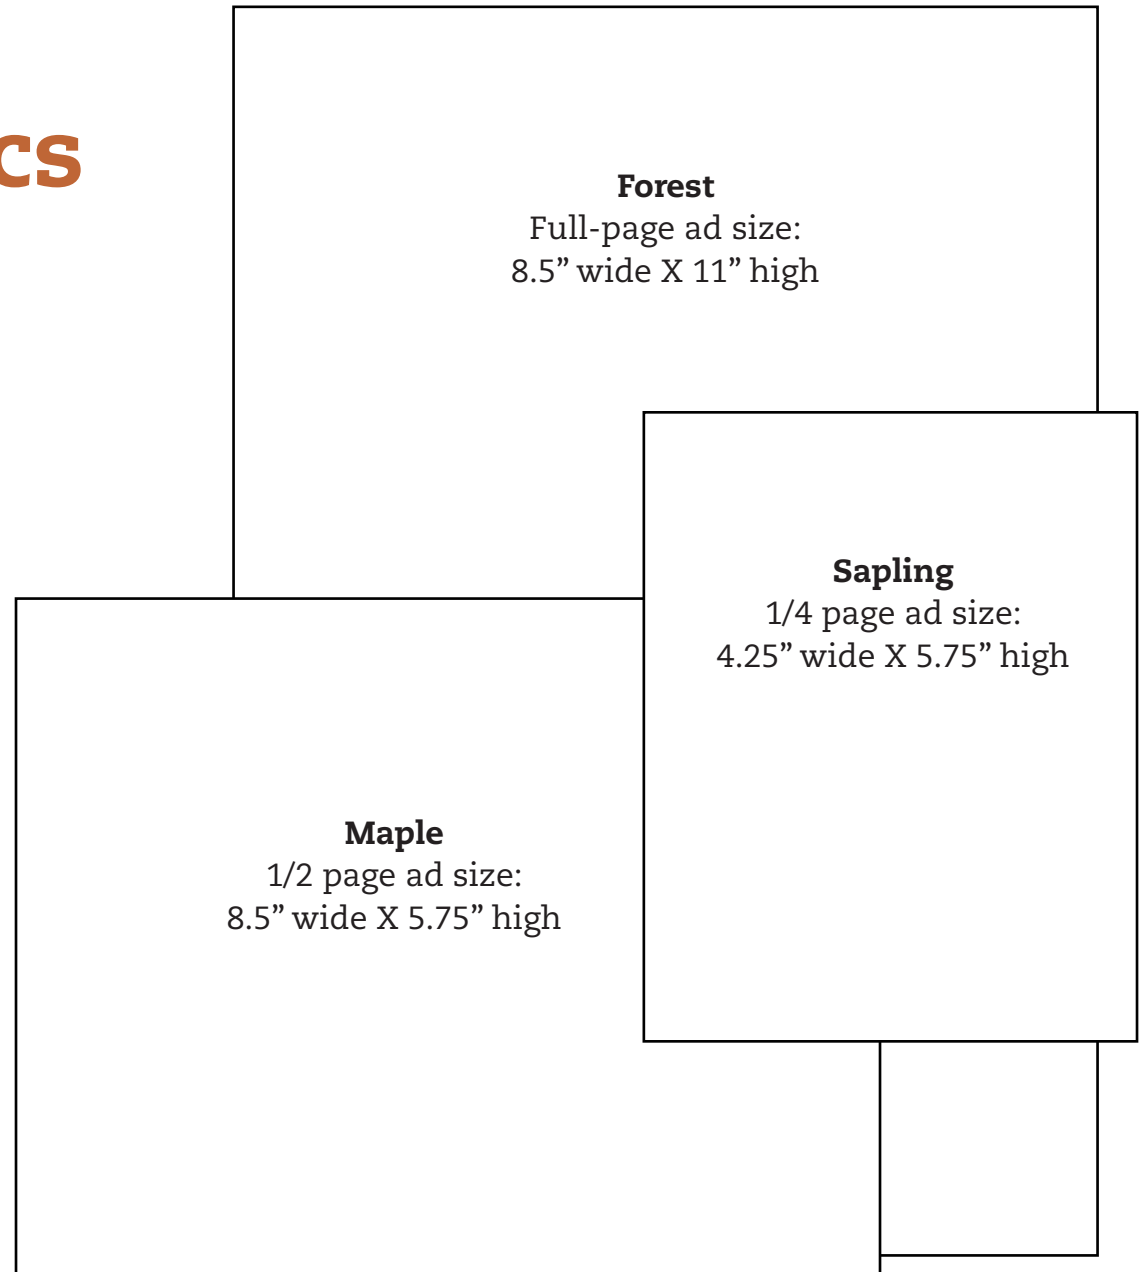 cs
Forest
Full-page ad size:
8.5” wide X 11” high
Sapling
1/4 page ad size:
4.25” wide X 5.75” high
Maple
1/2 page ad size:
8.5” wide X 5.75” high